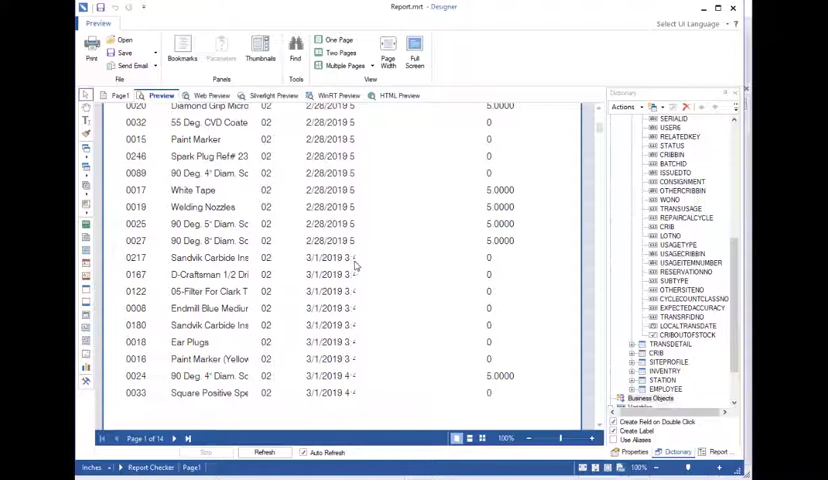 Report.mrt - Designer
Preview
Select UI Language
Print
Open
Save
Send Email
File
Bookmarks
Parameters
Thumbnails
Panels
Find
Tools
One Page
Two Pages
Multiple Pages
Page Width
Full Screen
View
Page1
Preview
Web Preview
Silverlight Preview
WinRT Preview
HTML Preview
0020 Diamond Grip Micro 02 2/28/2019 5 5.0000
0032 55 Deg. CVD Coate 02 2/28/2019 5 0
0015 Paint Marker 02 2/28/2019 5 0
0246 Spark Plug Ref# 23 02 2/28/2019 5 0
0089 90 Deg. 4" Diam. Sc 02 2/28/2019 5 0
0017 White Tape 02 2/28/2019 5 5.0000
0019 Welding Nozzles 02 2/28/2019 5 5.0000
0025 90 Deg. 5" Diam. Sc 02 2/28/2019 5 5.0000
0027 90 Deg. 8" Diam. Sc 02 2/28/2019 5 5.0000
0217 Sandvik Carbide Ins 02 3/1/2019 3:4 0
0167 D-Craftsman 1/2 Dri 02 3/1/2019 3:4 0
0122 05-Filter For Clark T 02 3/1/2019 3:4 0
0008 Endmill Blue Mediur 02 3/1/2019 3:4 0
0180 Sandvik Carbide Ins 02 3/1/2019 3:4 0
0018 Ear Plugs 02 3/1/2019 3:4 0
0016 Paint Marker (Yellow 02 3/1/2019 3:4 0
0024 90 Deg. 4" Diam. Sc 02 3/1/2019 4:4 5.0000
0033 Square Positive Spe 02 3/1/2019 4:4 0
Page 1 of 14
100%
Refresh
Auto Refresh
Dictionary
Actions
SERIALID
USER6
RELATEDKEY
STATUS
CRIBBIN
BATCHID
ISSUEDTO
CONSIGNMENT
OTHERCRIBBIN
WONO
TRANSUSAGE
REPAIRCALCYCLE
CRIB
LOTNO
USAGETYPE
USAGECRIBBIN
USAGEITEMNUMBER
RESERVATIONNO
SUBTYPE
OTHERSITENO
CYCLECOUNTCLASSNO
EXPECTEDACCURACY
TRANSRFIDNO
LOCALTRANSDATE
CRIBOUTOFSTOCK
TRANSDETAIL
CRIB
SITEPROFILE
INVENTRY
STATION
EMPLOYEE
Business Objects
Create Field on Double Click
Create Label
Use Aliases
Properties
Dictionary
Report
Inches
Report Checker
Page1
100%